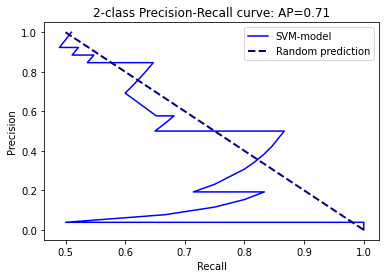 2-class Precision-Recall curve: AP=0.71
SVM-model
Random prediction
Precision
1.0
0.8
0.6
0.4
0.2
0.0
0.5
0.6
0.7
0.8
0.9
1.0
Recall